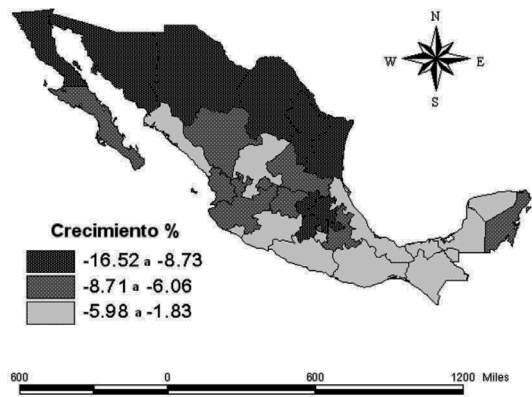 N
W E
S
Crecimiento %
-16.52 a -8.73
-8.71 a -6.06
-5.98 a -1.83
600 0 600 1200 Miles